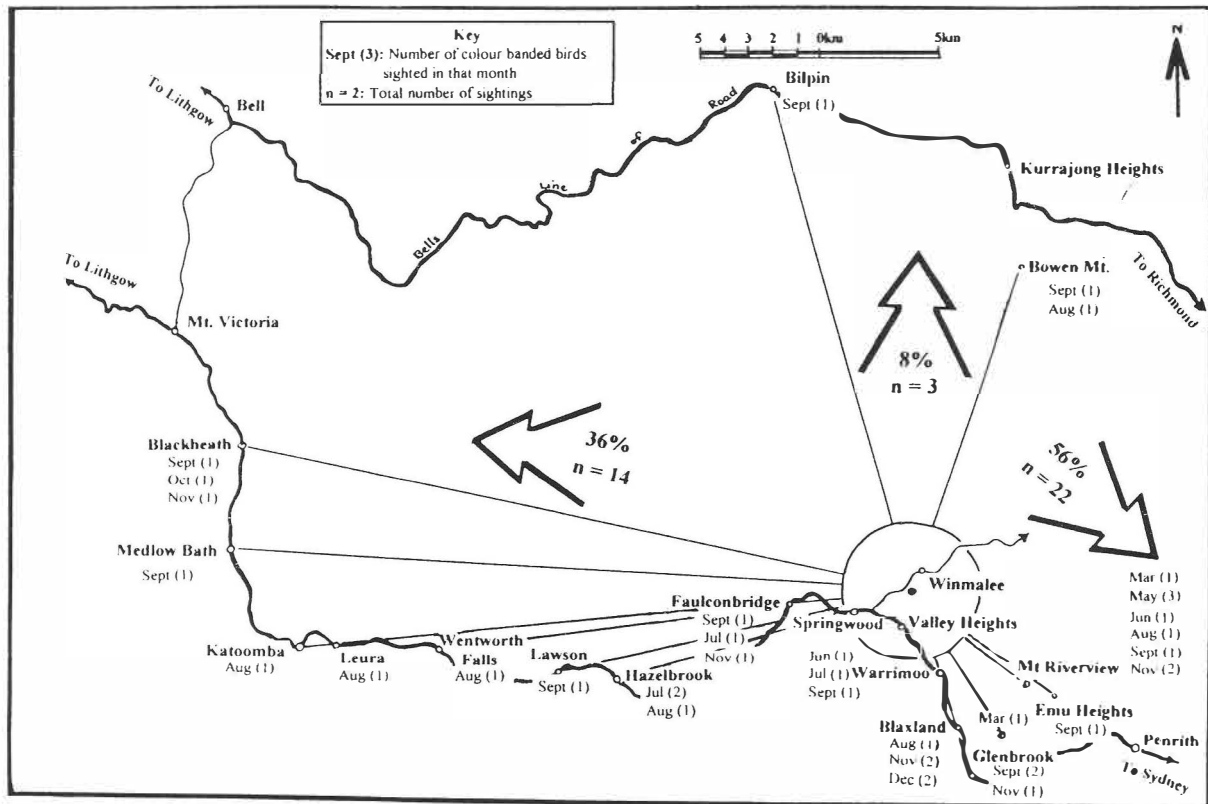 Key
Sept (3): Number of colour banded birds
sighted in that month
n = 2: Total number of sightings
5 4 3 2 1 0km 5km
N
To Lithgow
Bell
Bells Line of Road
Bilpin
Sept (1)
Kurrajong Heights
To Richmond
Bowen Mt.
Sept (1)
Aug (1)
To Lithgow
Mt. Victoria
8%
n = 3
36%
n = 14
56%
n = 22
Blackheath
Sept (1)
Oct (1)
Nov (1)
Medlow Bath
Sept (1)
Katoomba
Aug (1)
Leura
Aug (1)
Wentworth
Falls
Aug (1)
Lawson
Sept (1)
Hazelbrook
Jul (2)
Aug (1)
Faulconbridge
Sept (1)
Jul (1)
Nov (1)
Springwood
Jun (1)
Jul (1)
Sept (1)
Winmalee
Valley Heights
Warrimoo
Mar (1)
May (3)
Jun (1)
Aug (1)
Sept (1)
Nov (2)
Mt Riverview
Emu Heights
Sept (1)
Mar (1)
Blaxland
Aug (1)
Nov (2)
Dec (2)
Glenbrook
Sept (2)
Nov (1)
Penrith
To Sydney